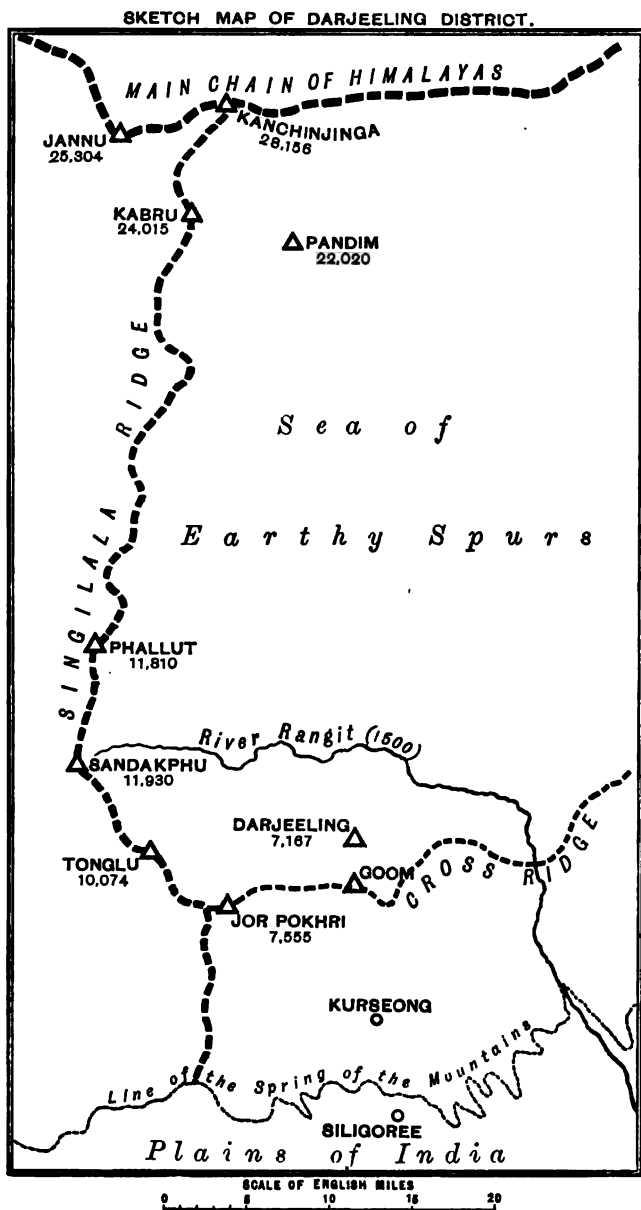 SKETCH MAP OF DARJEELING DISTRICT.
MAIN CHAIN OF HIMALAYAS
KANCHINJINGA
28,156
JANNU
25,304
KABRU
24,015
PANDIM
22,020
SINGILALA RIDGE
Sea of
Earthy Spurs
PHALLUT
11,810
River Rangit (1500)
SANDAKPHU
11,930
DARJEELING
7,167
TONGLU
10,074
GOOM
CROSS RIDGE
JOR POKHRI
7,555
KURSEONG
Line of the Spring of the Mountains
SILIGOREE
Plains of India
SCALE OF ENGLISH MILES
0 5 10 15 20